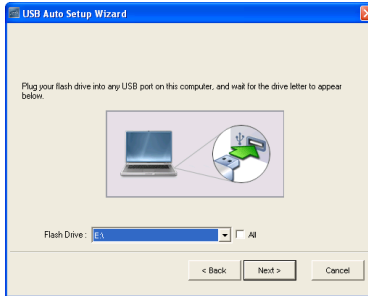 USB Auto Setup Wizard
Plug your flash drive into any USB port on this computer, and wait for the drive letter to appear
below.
Flash Drive : E:\ All
< Back Next > Cancel